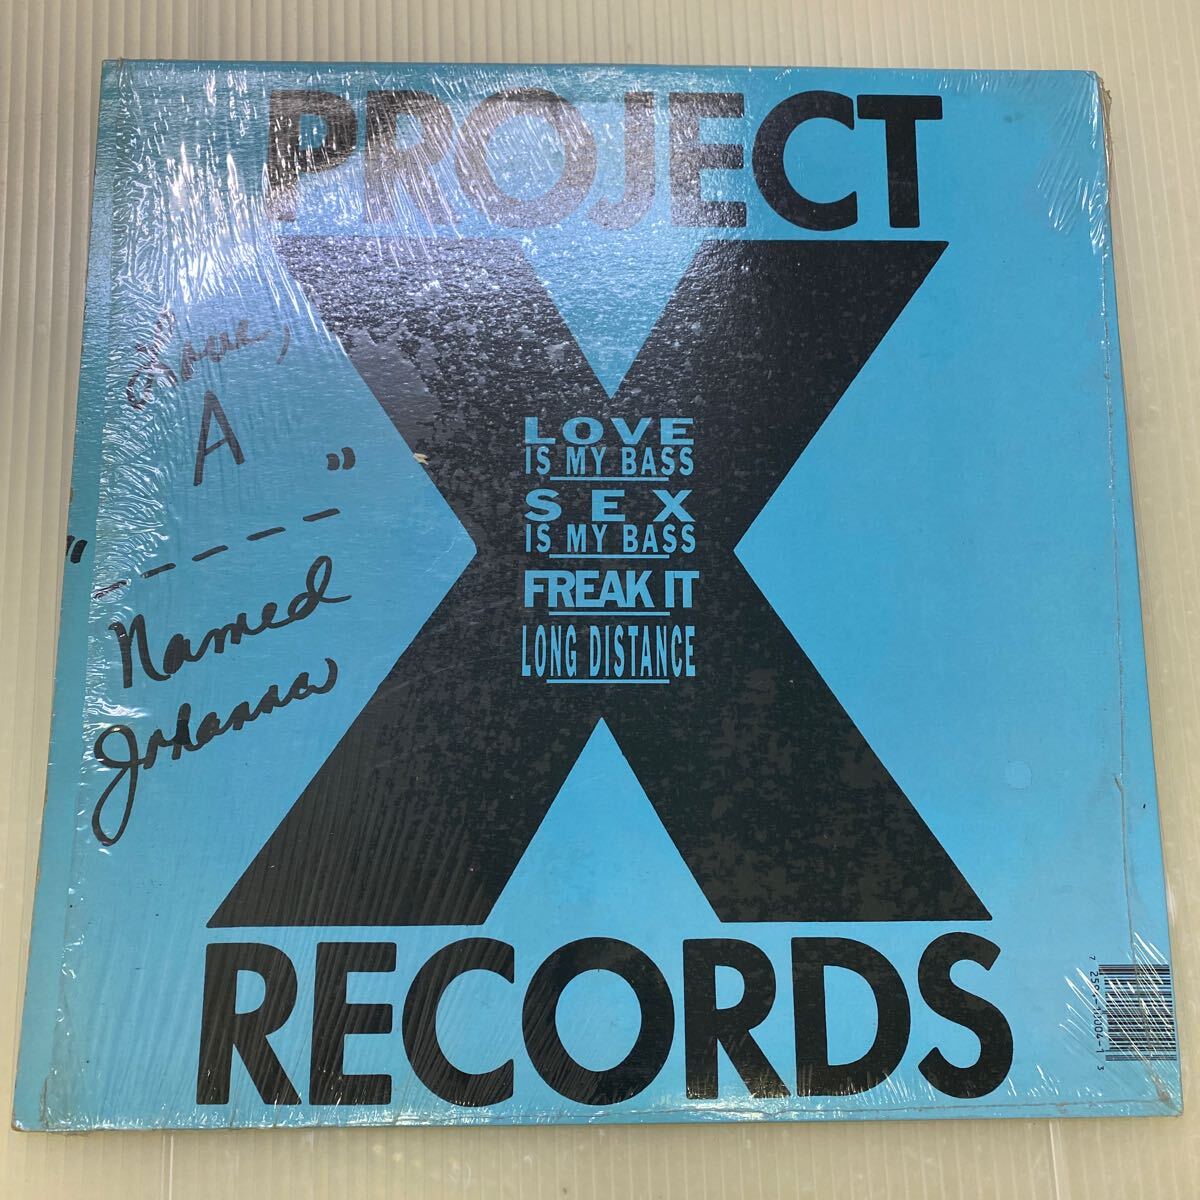 PROJECT
X
LOVE
IS MY BASS
SEX
IS MY BASS
FREAK IT
LONG DISTANCE
RECORDS
A
"-----"
Named
Johanna